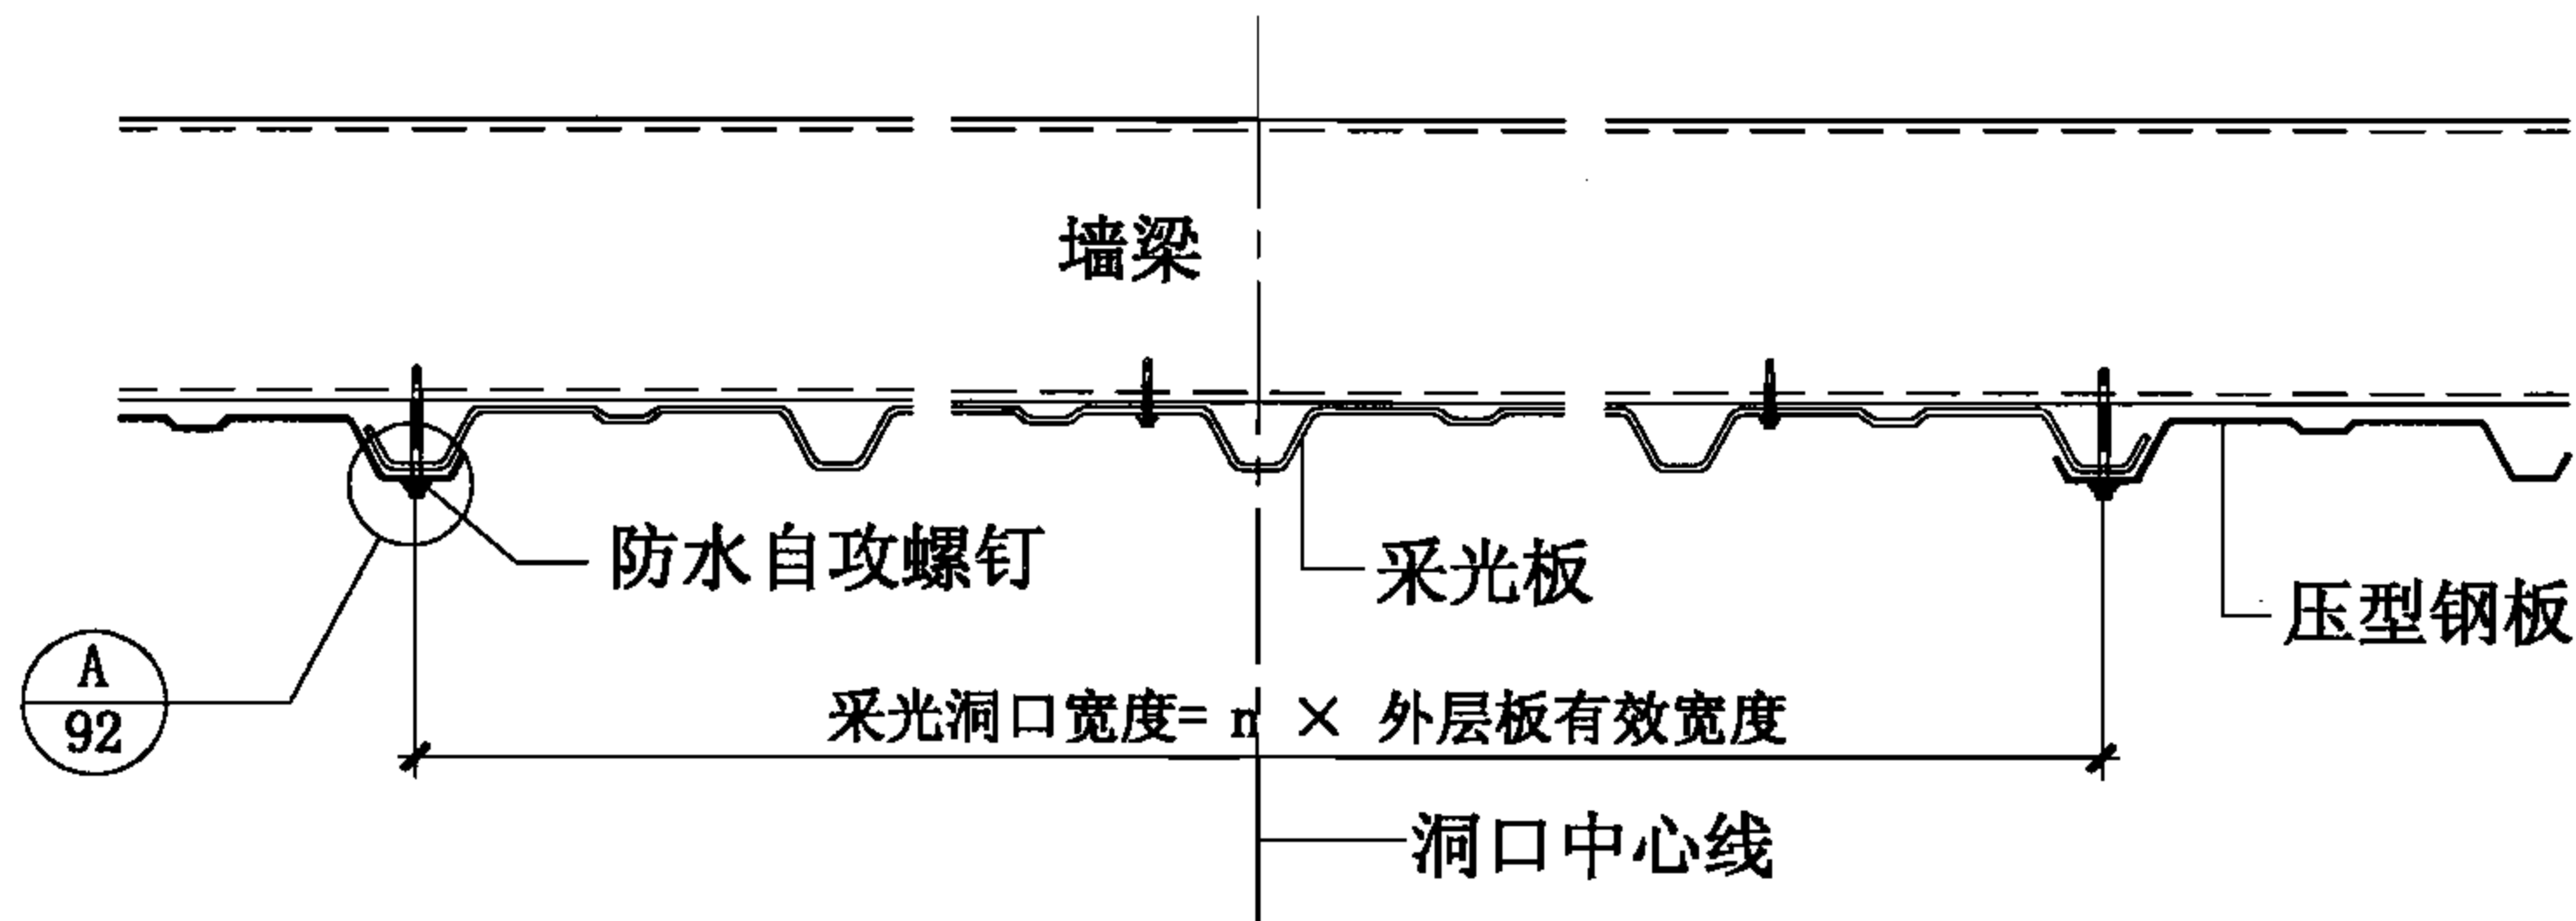 墙梁
防水自攻螺钉
采光板
压型钢板
A
92
采光洞口宽度= n × 外层板有效宽度
洞口中心线